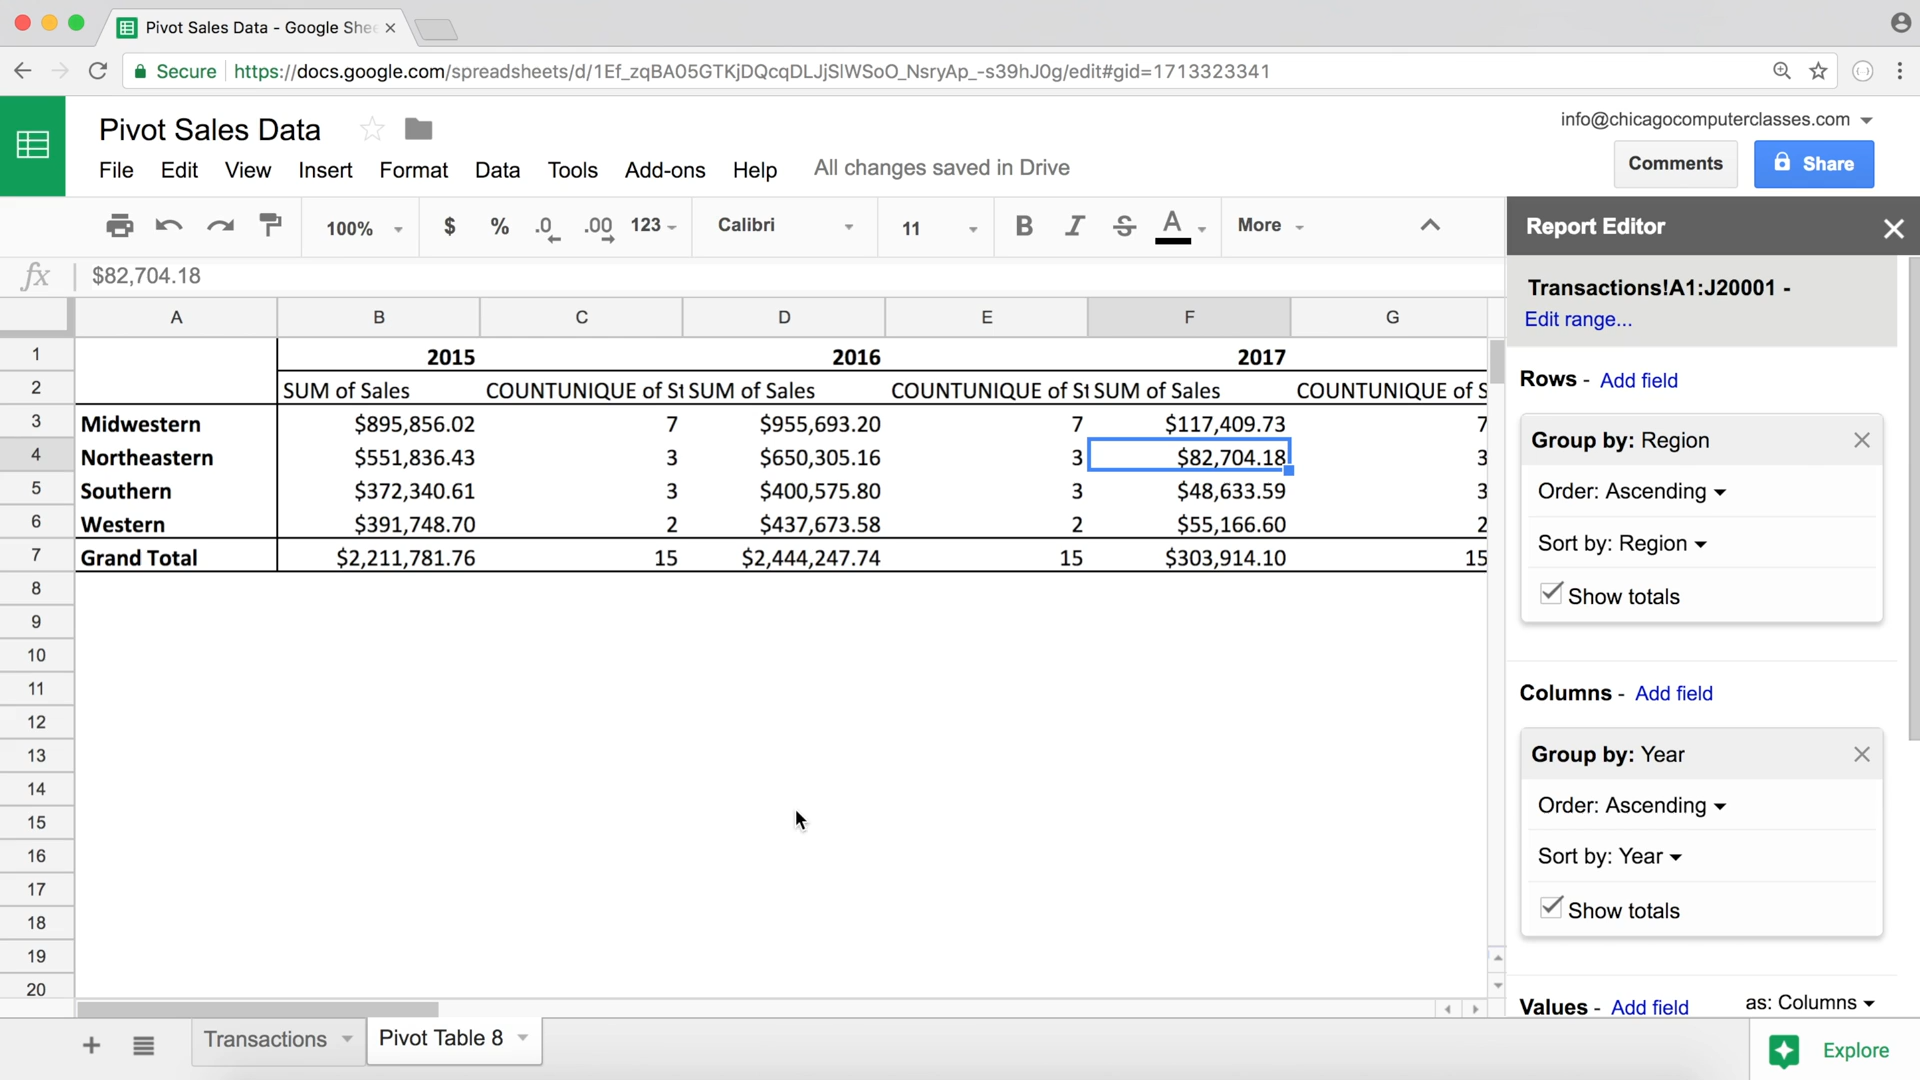 Pivot Sales Data - Google Shee
Secure https://docs.google.com/spreadsheets/d/1Ef_zqBA05GTKjDQcqDLJjSlWSoO_NsryAp_-s39hJ0g/edit#gid=1713323341
Pivot Sales Data
info@chicagocomputerclasses.com
File Edit View Insert Format Data Tools Add-ons Help All changes saved in Drive
Comments Share
100% $ % .0 .00 123 Calibri 11 B I S A More
Report Editor
fx $82,704.18
Transactions!A1:J20001 -
Edit range...
A B C D E F G
1 2015 2016 2017
2 SUM of Sales COUNTUNIQUE of St SUM of Sales COUNTUNIQUE of St SUM of Sales COUNTUNIQUE of S
3 Midwestern $895,856.02 7 $955,693.20 7 $117,409.73 7
4 Northeastern $551,836.43 3 $650,305.16 3 $82,704.18 3
5 Southern $372,340.61 3 $400,575.80 3 $48,633.59 3
6 Western $391,748.70 2 $437,673.58 2 $55,166.60 2
7 Grand Total $2,211,781.76 15 $2,444,247.74 15 $303,914.10 15
8
9
10
11
12
13
14
15
16
17
18
19
20
Rows - Add field
Group by: Region
Order: Ascending
Sort by: Region
Show totals
Columns - Add field
Group by: Year
Order: Ascending
Sort by: Year
Show totals
Values - Add field as: Columns
Transactions Pivot Table 8
Explore